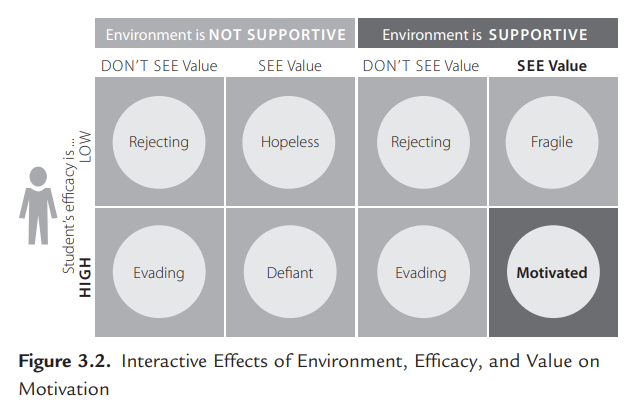 Environment is NOT SUPPORTIVE
Environment is SUPPORTIVE
DON'T SEE Value
SEE Value
DON'T SEE Value
SEE Value
Student's efficacy is ...
LOW
Rejecting
Hopeless
Rejecting
Fragile
HIGH
Evading
Defiant
Evading
Motivated
Figure 3.2. Interactive Effects of Environment, Efficacy, and Value on
Motivation